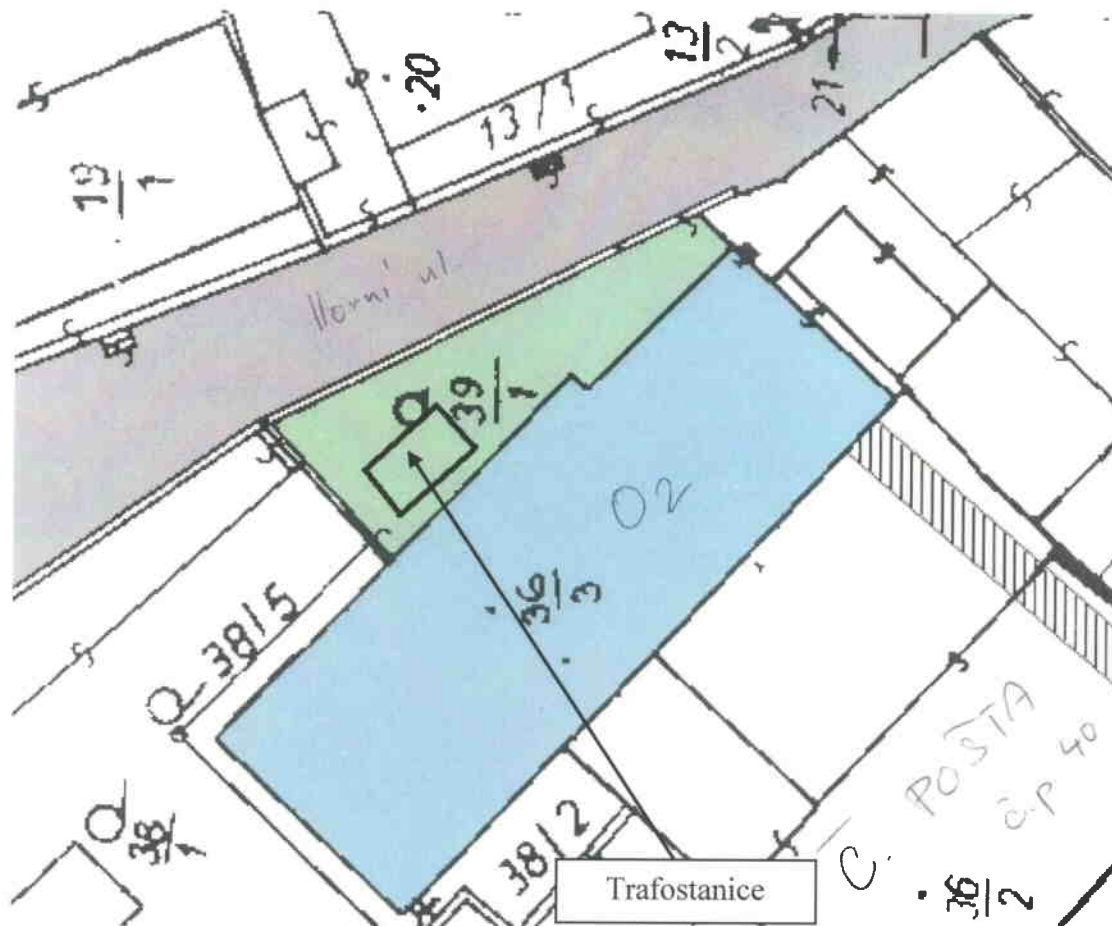 19/1
·20
13/2
13/1
21
Horní ul.
39/1
O2
·36/3
38/5
38/1
38/2
Trafostanice
POŠTA
č.p 40
C.
·36/2